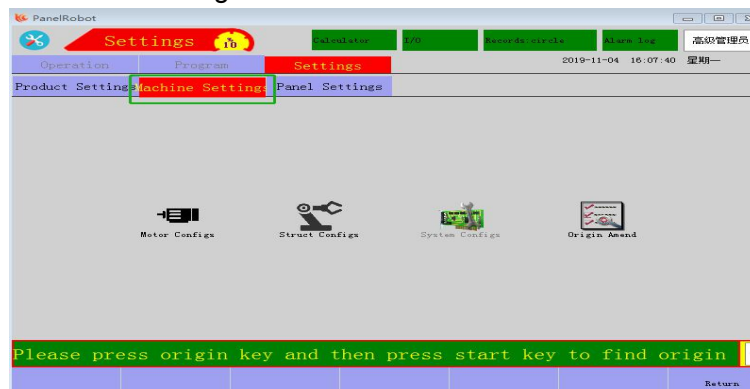 PanelRobot
Settings 10 Calculator I/O Records:circle Alarm log 高级管理员
Operation Program Settings 2019-11-04 16:07:40 星期一
Product Settings Machine Settings Panel Settings
Motor Configs Struct Configs System Configs Origin Amend
Please press origin key and then press start key to find origin
Return